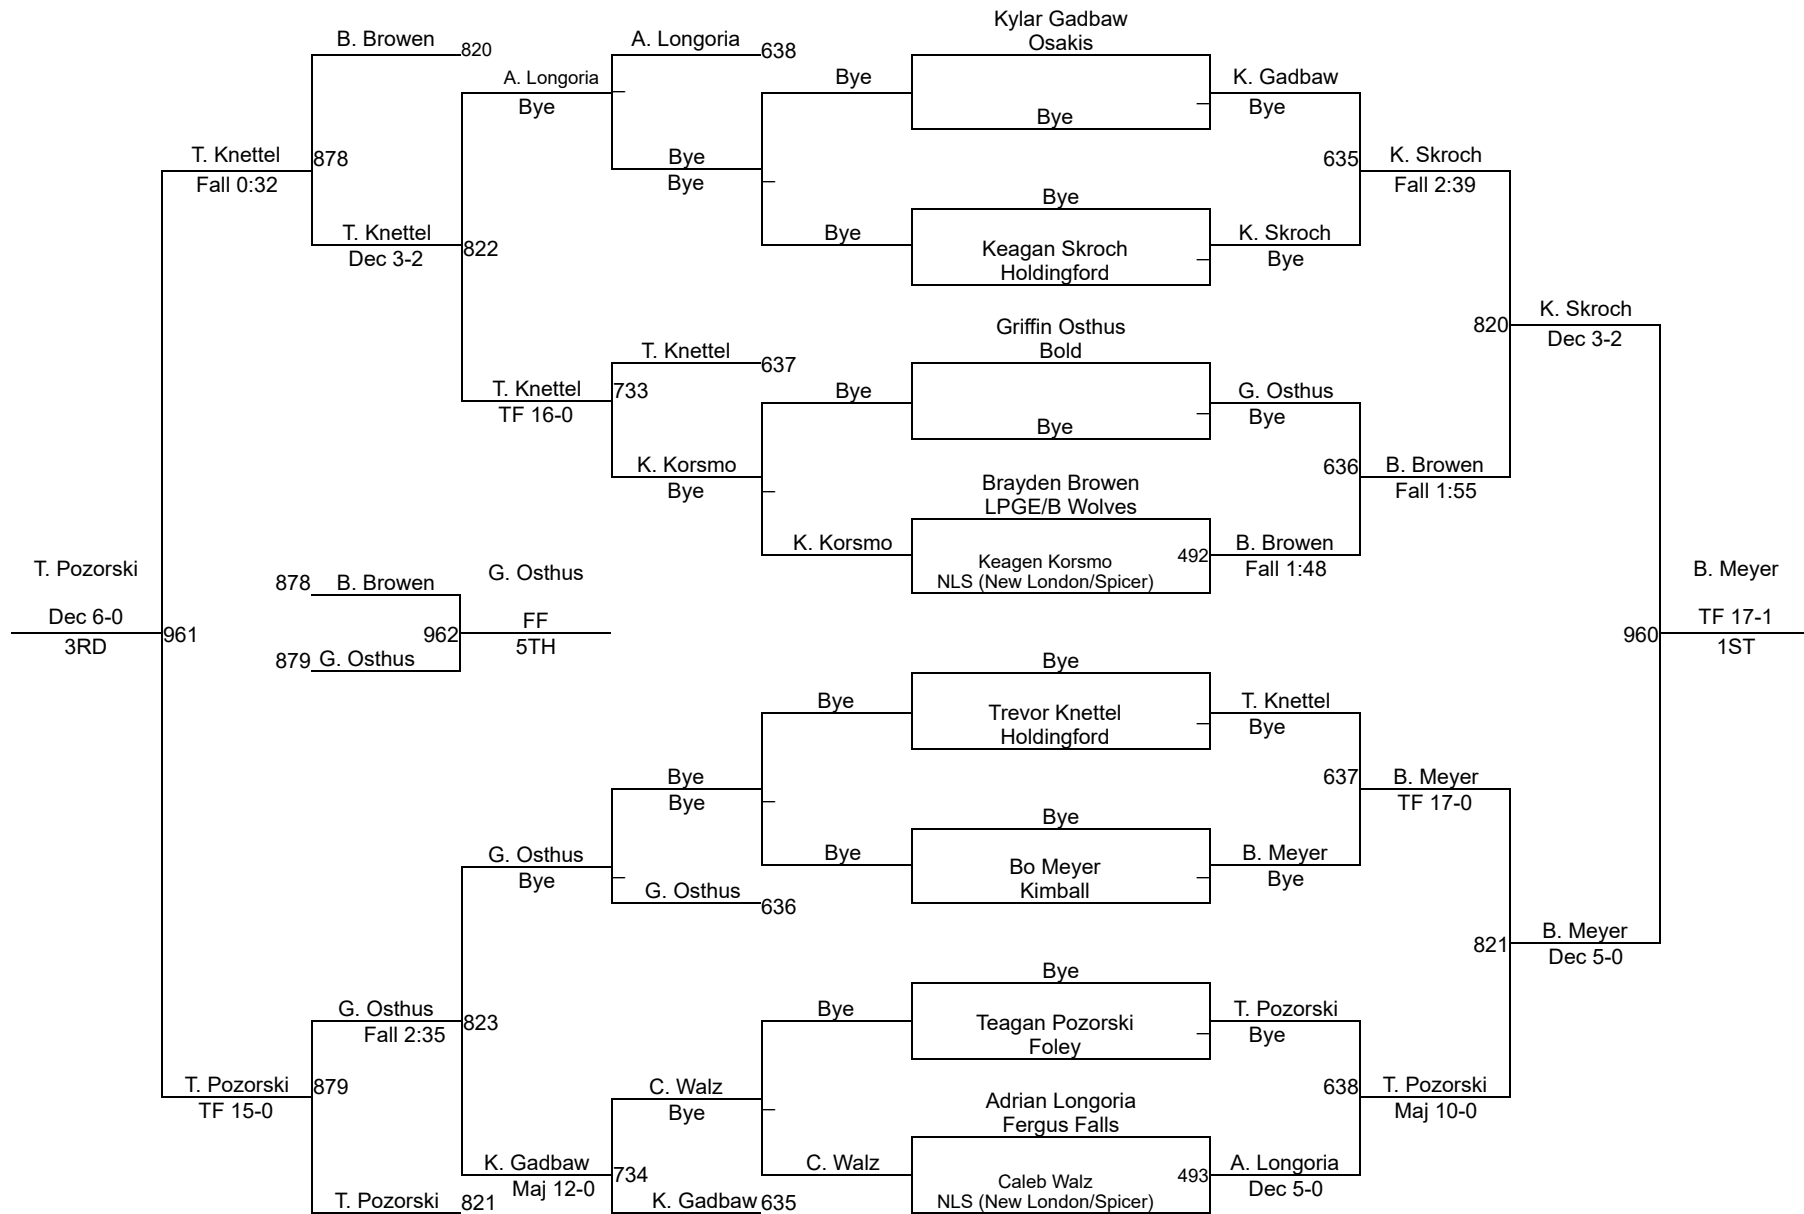 Kylar Gadbaw
Osakis
B. Browen 820
A. Longoria 638
A. Longoria
Bye
Bye
K. Gadbaw
Bye
Bye
T. Knettel
Fall 0:32
878
Bye
Bye
635
K. Skroch
Fall 2:39
T. Knettel
Dec 3-2
822
Bye
Bye
Keagan Skroch
Holdingford
K. Skroch
Bye
K. Skroch
Dec 3-2
820
Griffin Osthus
Bold
T. Knettel 637
T. Knettel
TF 16-0
733
Bye
Bye
G. Osthus
Bye
K. Korsmo
Bye
636
B. Browen
Fall 1:55
Brayden Browen
LPGE/B Wolves
K. Korsmo
Keagen Korsmo
NLS (New London/Spicer)
492
B. Browen
Fall 1:48
T. Pozorski
Dec 6-0
3RD
961
878 B. Browen
879 G. Osthus
962
G. Osthus
FF
5TH
B. Meyer
TF 17-1
1ST
960
Bye
Bye
Trevor Knettel
Holdingford
T. Knettel
Bye
Bye
Bye
637
B. Meyer
TF 17-0
Bye
Bye
Bo Meyer
Kimball
B. Meyer
Bye
G. Osthus
Bye
G. Osthus 636
821
B. Meyer
Dec 5-0
Bye
Bye
Teagan Pozorski
Foley
T. Pozorski
Bye
G. Osthus
Fall 2:35
823
T. Pozorski
TF 15-0
879
C. Walz
Bye
638
T. Pozorski
Maj 10-0
Adrian Longoria
Fergus Falls
C. Walz
Caleb Walz
NLS (New London/Spicer)
493
A. Longoria
Dec 5-0
K. Gadbaw
Maj 12-0
734
T. Pozorski 821
K. Gadbaw 635